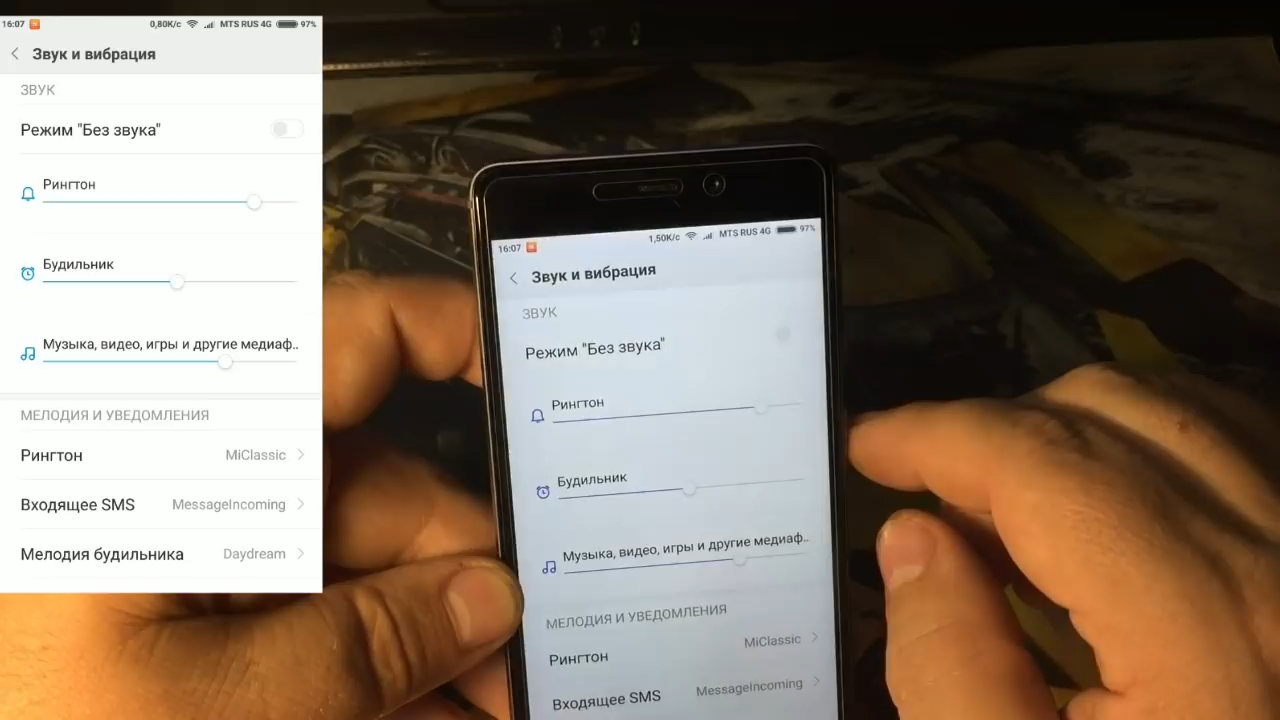 16:07 0,80K/c MTS RUS 4G 97%
Звук и вибрация
ЗВУК
Режим "Без звука"
Рингтон
Будильник
Музыка, видео, игры и другие медиаф..
МЕЛОДИЯ И УВЕДОМЛЕНИЯ
Рингтон MiClassic
Входящее SMS MessageIncoming
Мелодия будильника Daydream
16:07 1,50K/c MTS RUS 4G 97%
Звук и вибрация
ЗВУК
Режим "Без звука"
Рингтон
Будильник
Музыка, видео, игры и другие медиаф..
МЕЛОДИЯ И УВЕДОМЛЕНИЯ
Рингтон MiClassic
Входящее SMS MessageIncoming